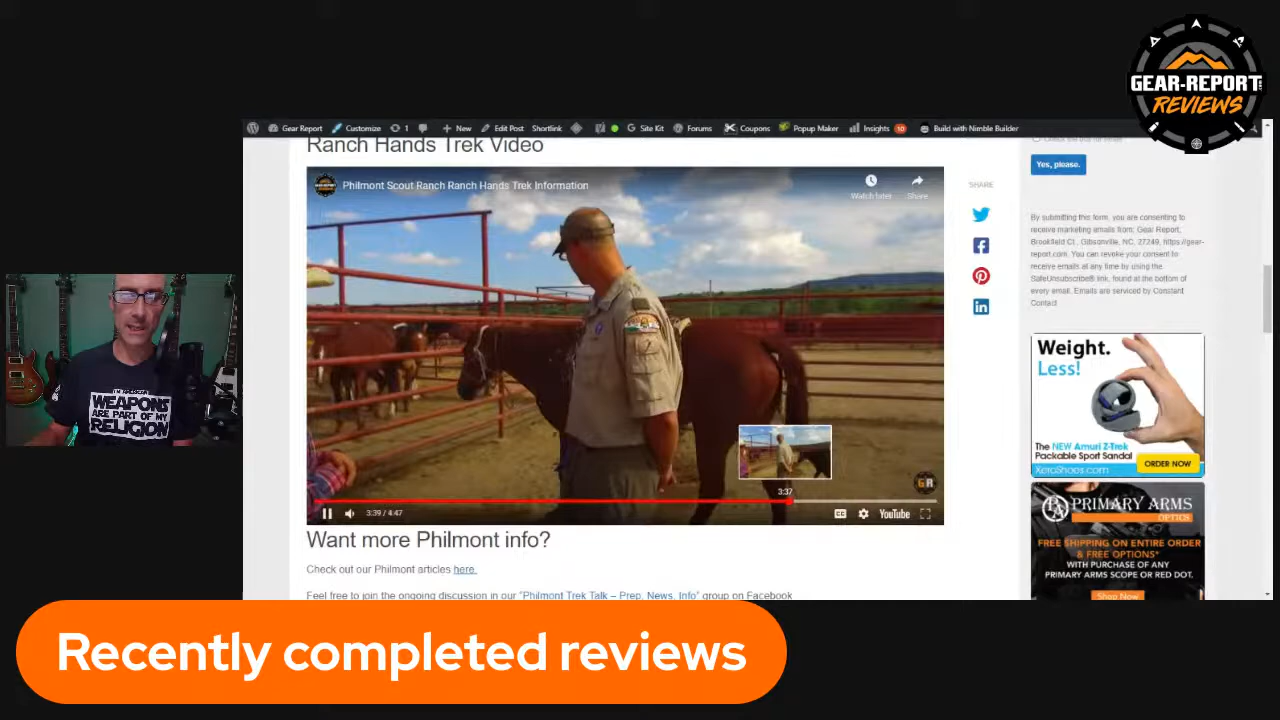 GEAR-REPORT
REVIEWS
Gear Report
Customize
1
New
Edit Post
Shortlink
Site Kit
Forums
Coupons
Popup Maker
Insights 10
Build with Nimble Builder
Ranch Hands Trek Video
Philmont Scout Ranch Ranch Hands Trek Information
Watch later
Share
3:37
3:39 / 4:47
CC
YouTube
GR
SHARE
Want more Philmont info?
Check out our Philmont articles here.
Feel free to join the ongoing discussion in our "Philmont Trek Talk – Prep, News, Info" group on Facebook
Yes, please.
By submitting this form, you are consenting to
receive marketing emails from: Gear Report,
Brookfield Ct., Gibsonville, NC, 27249, https://gear-
report.com. You can revoke your consent to
receive emails at any time by using the
SafeUnsubscribe® link, found at the bottom of
every email. Emails are serviced by Constant
Contact
Weight.
Less!
The NEW Amuri Z-Trek
Packable Sport Sandal
XeroShoes.com
ORDER NOW
PRIMARY ARMS
OPTICS
FREE SHIPPING ON ENTIRE ORDER
& FREE OPTIONS*
WITH PURCHASE OF ANY
PRIMARY ARMS SCOPE OR RED DOT.
Shop Now
WEAPONS
ARE PART OF MY
RELIGION
Recently completed reviews